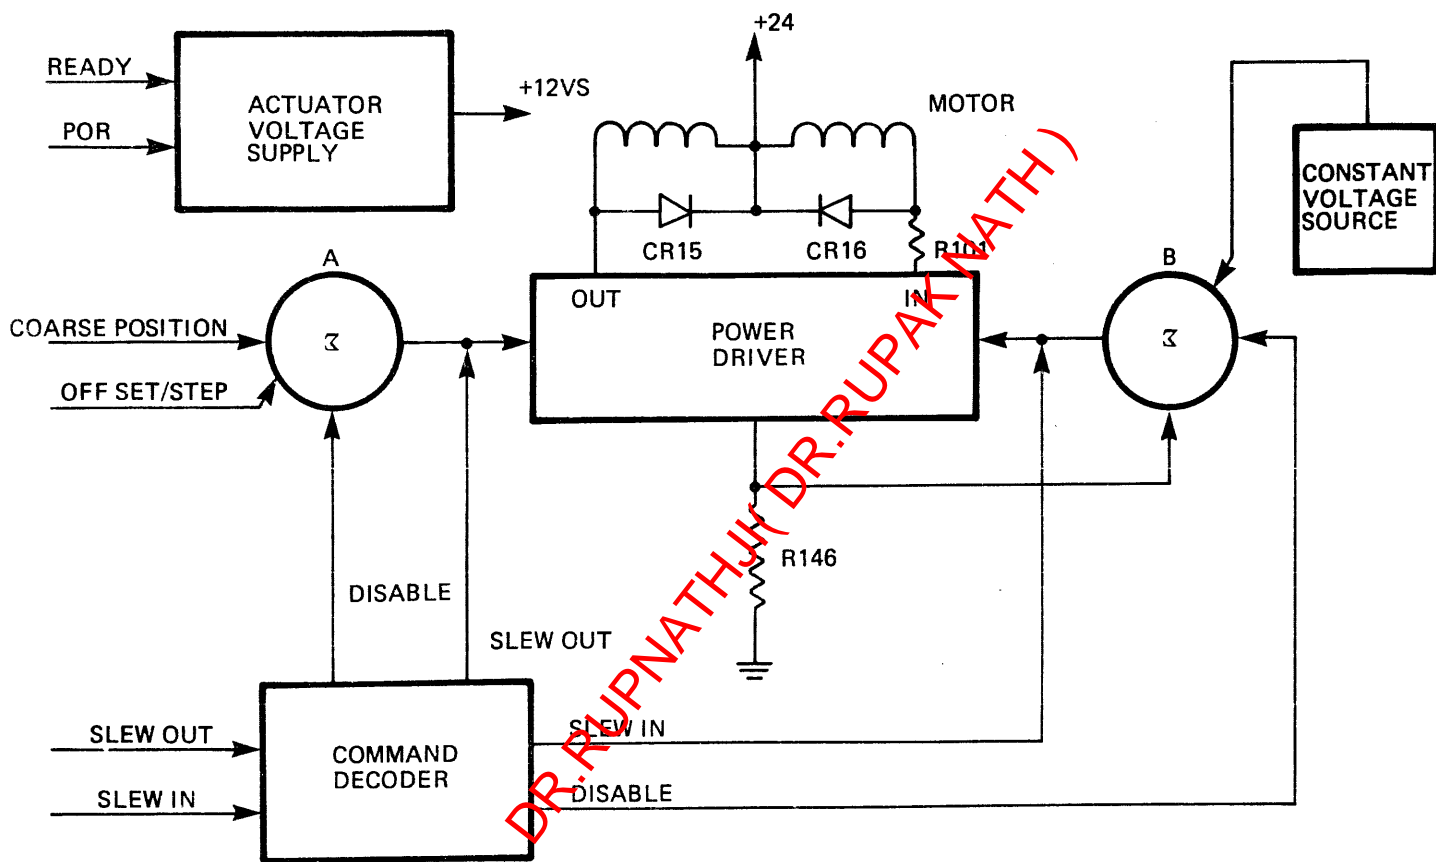 +24
READY
ACTUATOR
VOLTAGE
SUPPLY
+12VS
POR
MOTOR
CONSTANT
VOLTAGE
SOURCE
CR15
CR16
R101
A
B
OUT
IN
COARSE POSITION
Σ
POWER
DRIVER
Σ
OFF SET/STEP
R146
DISABLE
SLEW OUT
SLEW OUT
SLEW IN
COMMAND
DECODER
SLEW IN
DISABLE
DR.RUPNATHJI( DR.RUPAK NATH )